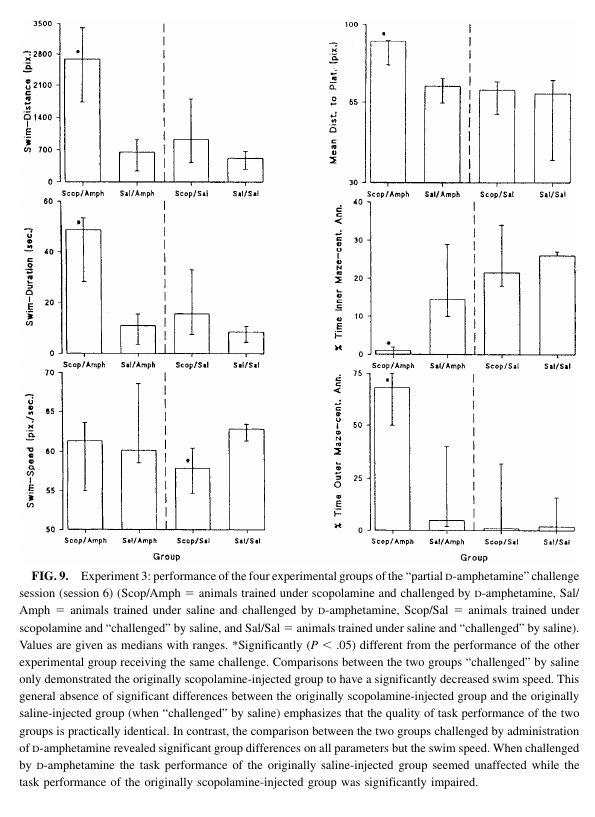 3500
2800
2100
1400
700
0
Swim-Distance (pix.)
*
Scop/Amph Sal/Amph Scop/Sal Sal/Sal
100
65
30
Mean Dist. to Plat. (pix.)
*
Scop/Amph Sal/Amph Scop/Sal Sal/Sal
60
40
20
0
Swim-Duration (sec.)
*
Scop/Amph Sal/Amph Scop/Sal Sal/Sal
40
30
20
10
0
% Time Inner Maze-cent. Ann.
*
Scop/Amph Sal/Amph Scop/Sal Sal/Sal
70
65
60
55
50
Swim-Speed (pix./sec.)
*
Scop/Amph Sal/Amph Scop/Sal Sal/Sal
Group
75
50
25
0
% Time Outer Maze-cent. Ann.
*
Scop/Amph Sal/Amph Scop/Sal Sal/Sal
Group
FIG. 9. Experiment 3: performance of the four experimental groups of the “partial D-amphetamine” challenge
session (session 6) (Scop/Amph = animals trained under scopolamine and challenged by D-amphetamine, Sal/
Amph = animals trained under saline and challenged by D-amphetamine, Scop/Sal = animals trained under
scopolamine and “challenged” by saline, and Sal/Sal = animals trained under saline and “challenged” by saline).
Values are given as medians with ranges. *Significantly (P < .05) different from the performance of the other
experimental group receiving the same challenge. Comparisons between the two groups “challenged” by saline
only demonstrated the originally scopolamine-injected group to have a significantly decreased swim speed. This
general absence of significant differences between the originally scopolamine-injected group and the originally
saline-injected group (when “challenged” by saline) emphasizes that the quality of task performance of the two
groups is practically identical. In contrast, the comparison between the two groups challenged by administration
of D-amphetamine revealed significant group differences on all parameters but the swim speed. When challenged
by D-amphetamine the task performance of the originally saline-injected group seemed unaffected while the
task performance of the originally scopolamine-injected group was significantly impaired.